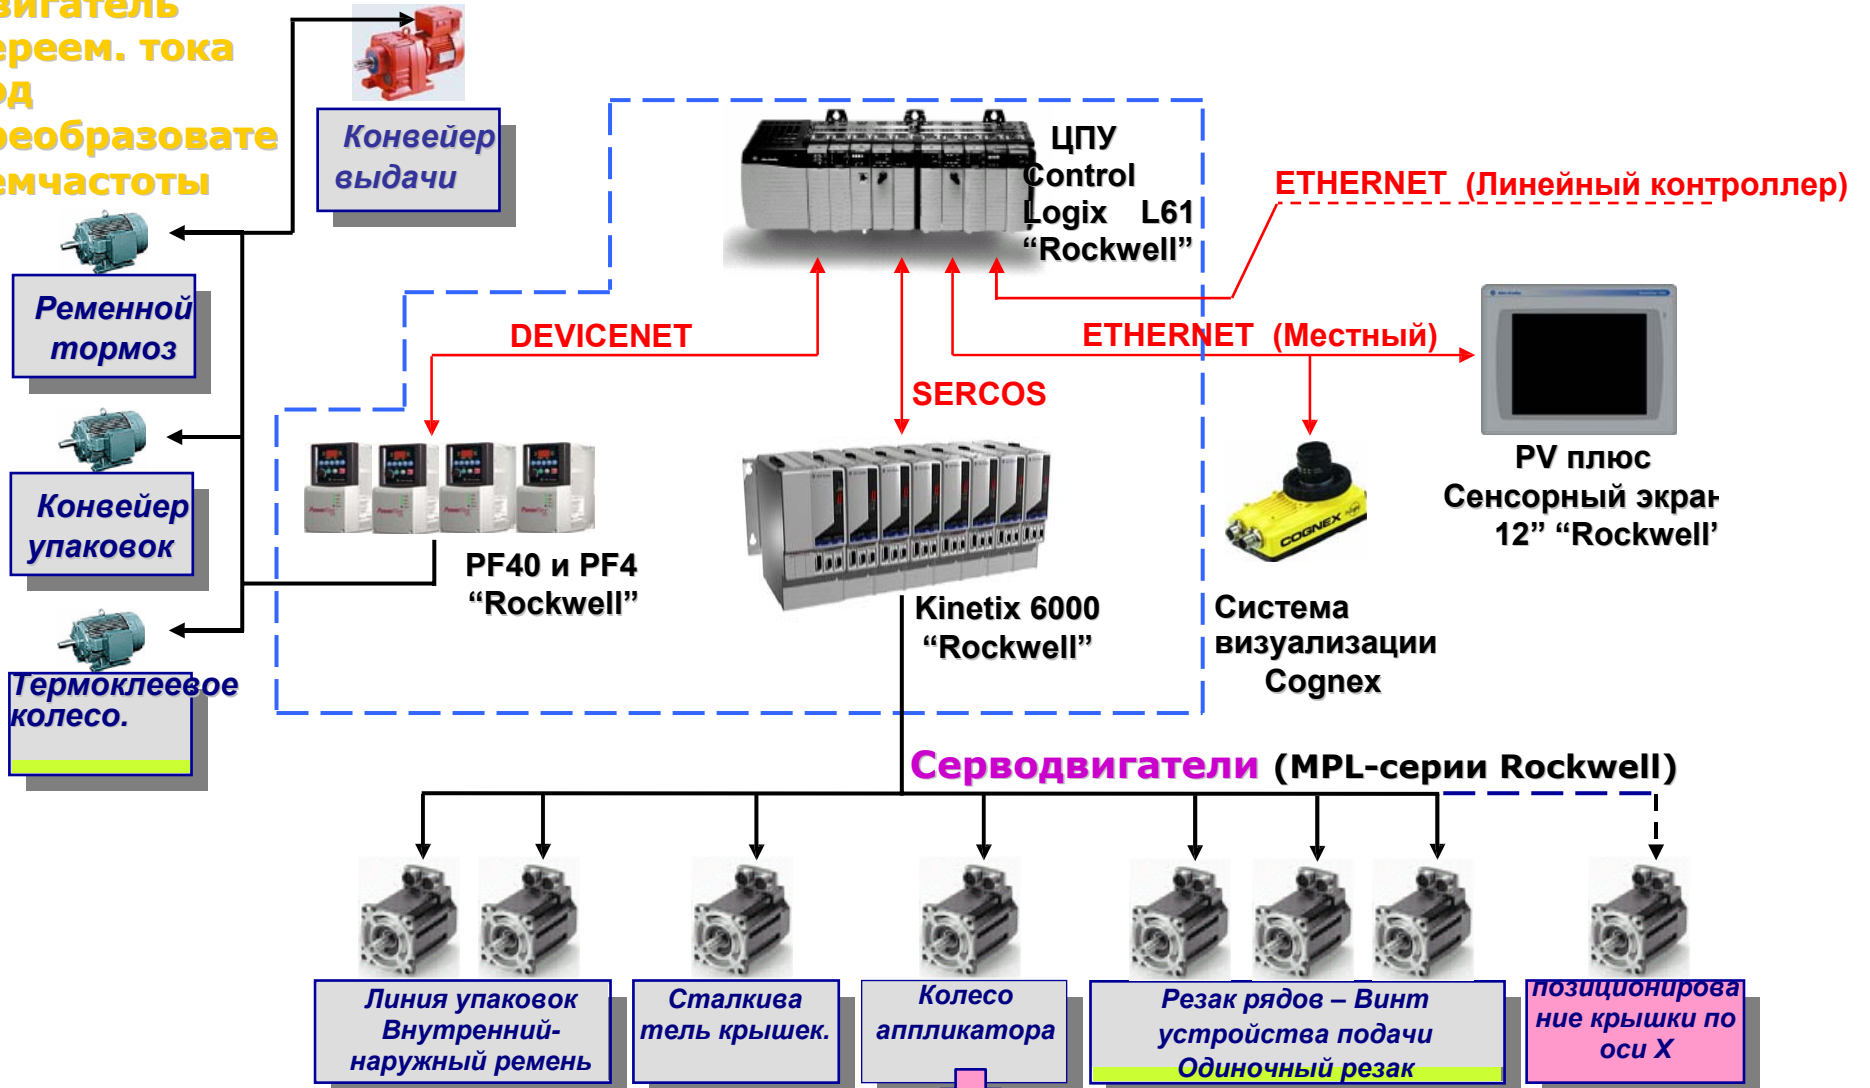 вигатель
ереем. тока
од
реобразовате
емчастоты
Конвейер
выдачи
ЦПУ
Control
Logix L61
“Rockwell”
ETHERNET (Линейный контроллер)
Ременной
тормоз
DEVICENET
ETHERNET (Местный)
SERCOS
Конвейер
упаковок
PF40 и PF4
“Rockwell”
Kinetix 6000
“Rockwell”
COGNEX
Система
визуализации
Cognex
PV плюс
Сенсорный экран
12” “Rockwell”
Термоклеевое
колесо.
Серводвигатели (MPL-серии Rockwell)
Линия упаковок
Внутренний-
наружный ремень
Сталкива
тель крышек.
Колесо
аппликатора
Резак рядов – Винт
устройства подачи
Одиночный резак
позиционирова
ние крышки по
оси X